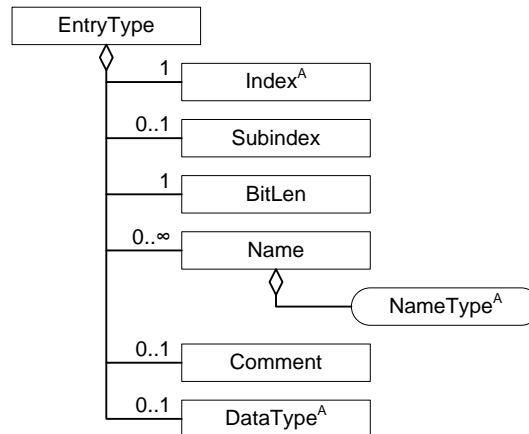 EntryType
1
Index^A
0..1
Subindex
1
BitLen
0..∞
Name
NameType^A
0..1
Comment
0..1
DataType^A